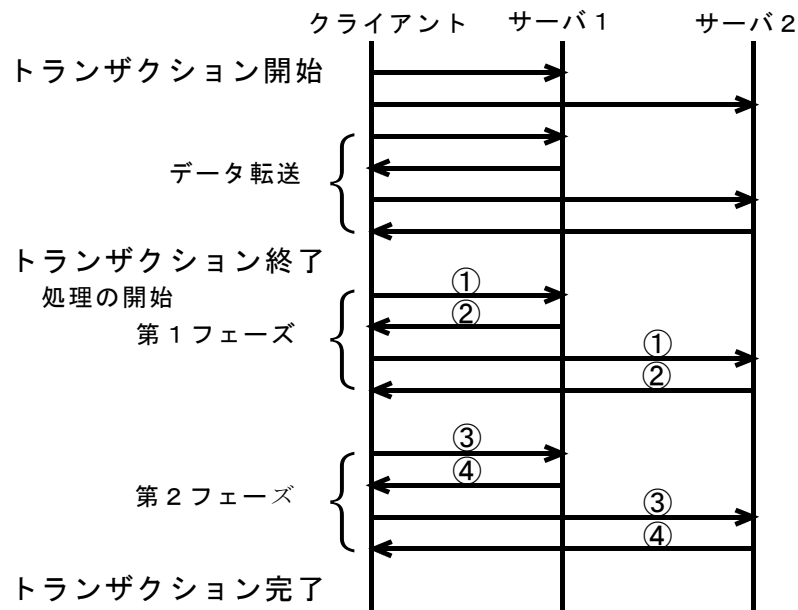 クライアント サーバ1 サーバ2
トランザクション開始
データ転送
トランザクション終了
処理の開始
①
②
第1フェーズ
①
②
③
④
第2フェーズ
③
④
トランザクション完了